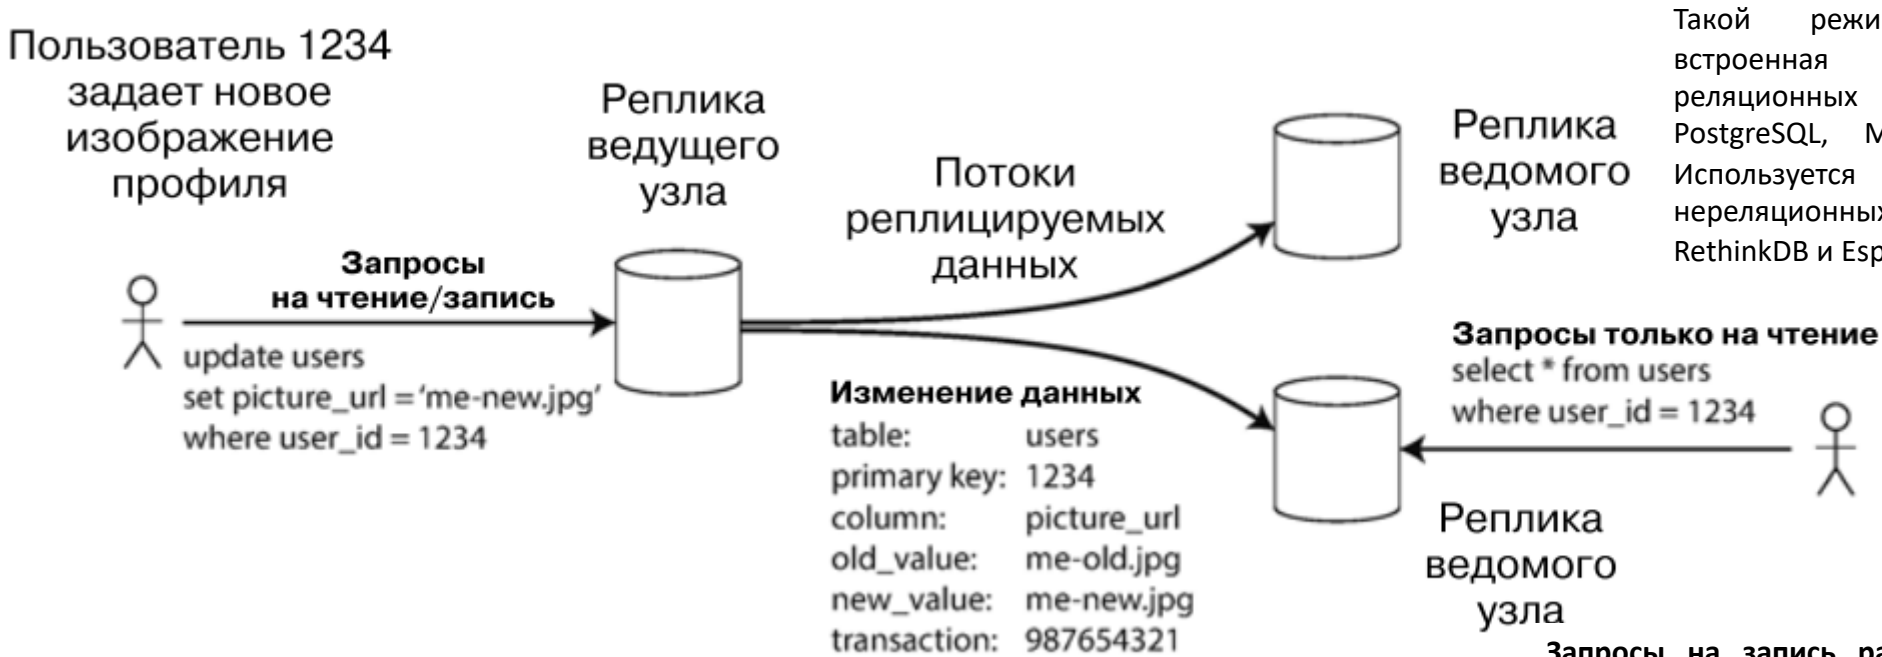 Пользователь 1234
задает новое
изображение
профиля
Запросы
на чтение/запись
update users
set picture_url = ‘me-new.jpg’
where user_id = 1234
Реплика
ведущего
узла
Потоки
реплицируемых
данных
Изменение данных
table: users
primary key: 1234
column: picture_url
old_value: me-old.jpg
new_value: me-new.jpg
transaction: 987654321
Реплика
ведомого
узла
Запросы только на чтение
select * from users
where user_id = 1234
Реплика
ведомого
узла
Такой
встроенная
реляционных
PostgreSQL,
Используется
нереляционных
RethinkDB и
Запросы на запись